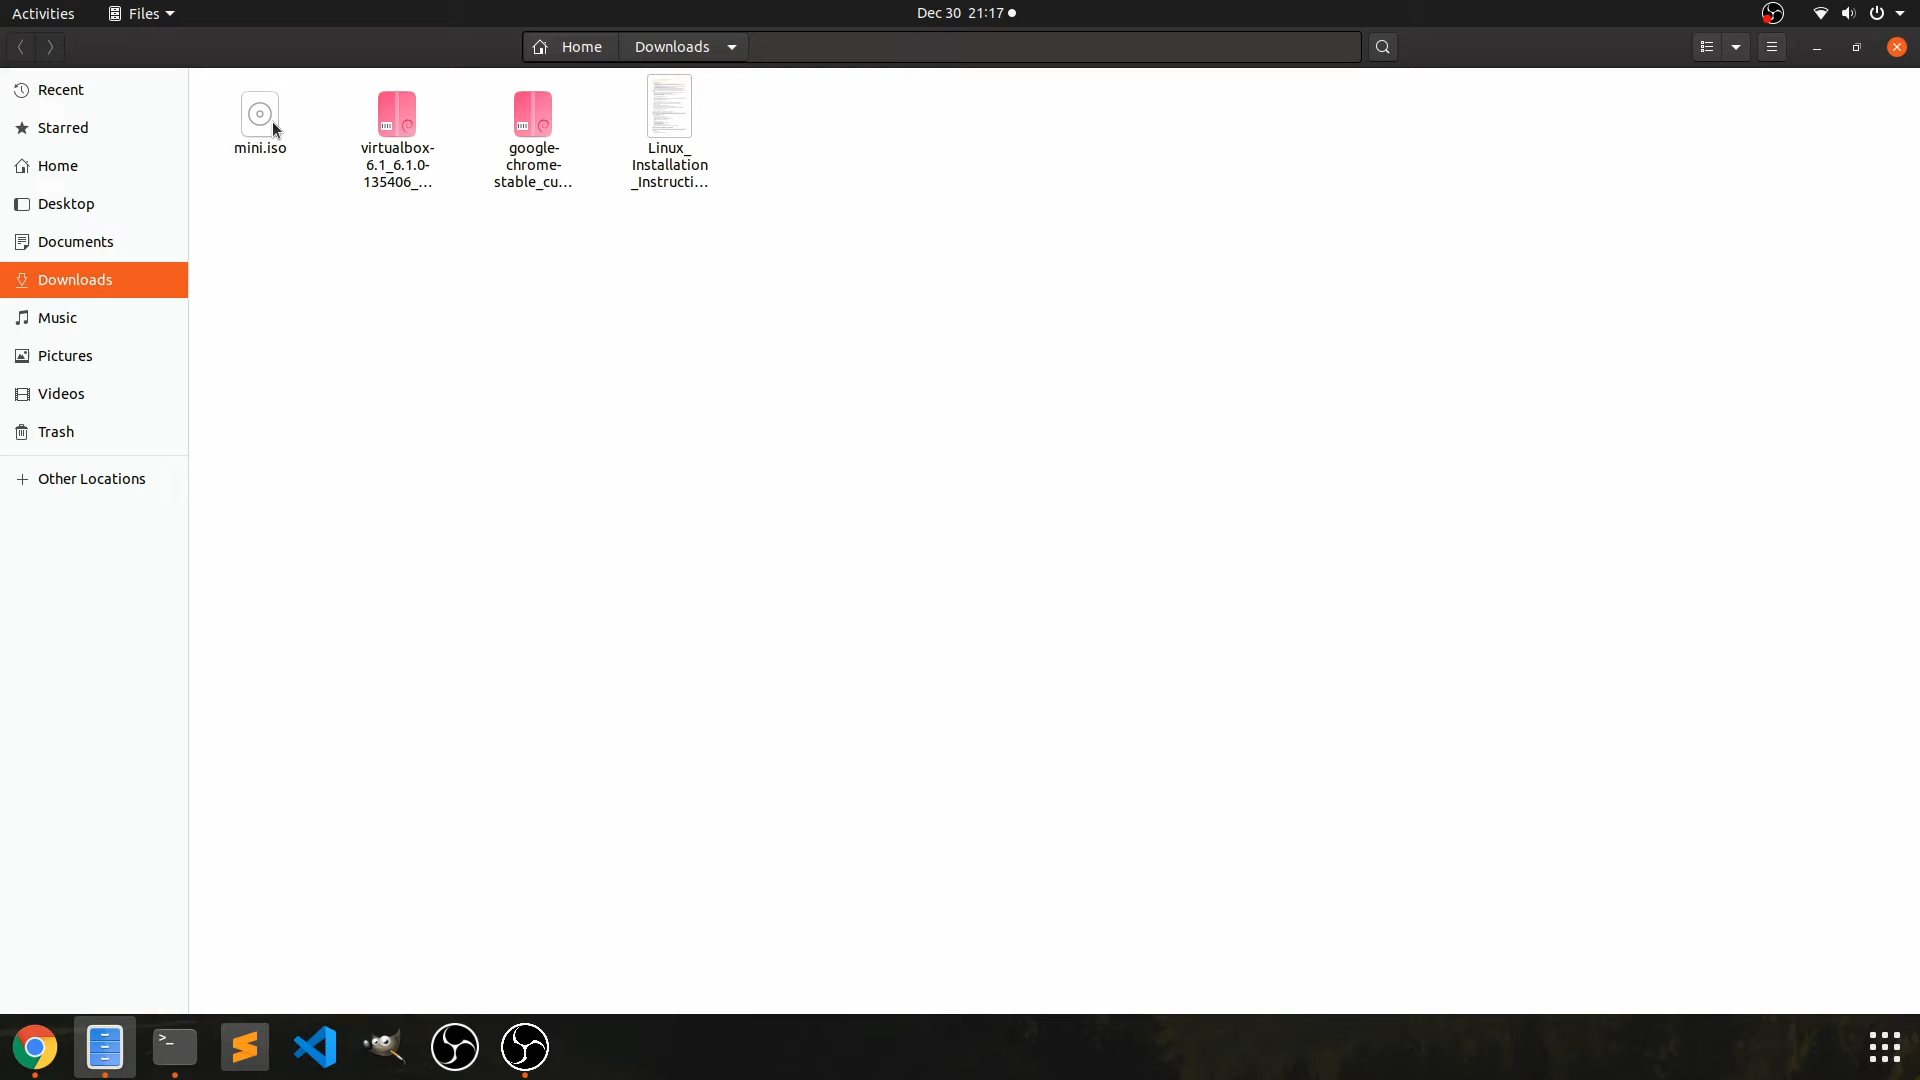 Activities Files Dec 30 21:17
Home Downloads
Recent
Starred
Home
Desktop
Documents
Downloads
Music
Pictures
Videos
Trash
Other Locations
mini.iso
virtualbox-
6.1_6.1.0-
135406_...
google-
chrome-
stable_cu...
Linux_
Installation
_Instructi...
>_